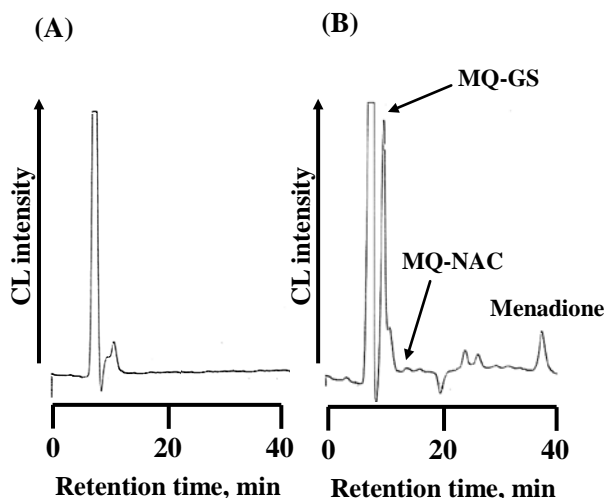 (A)
CL intensity
0
20
40
Retention time, min
(B)
CL intensity
MQ-GS
MQ-NAC
Menadione
0
20
40
Retention time, min